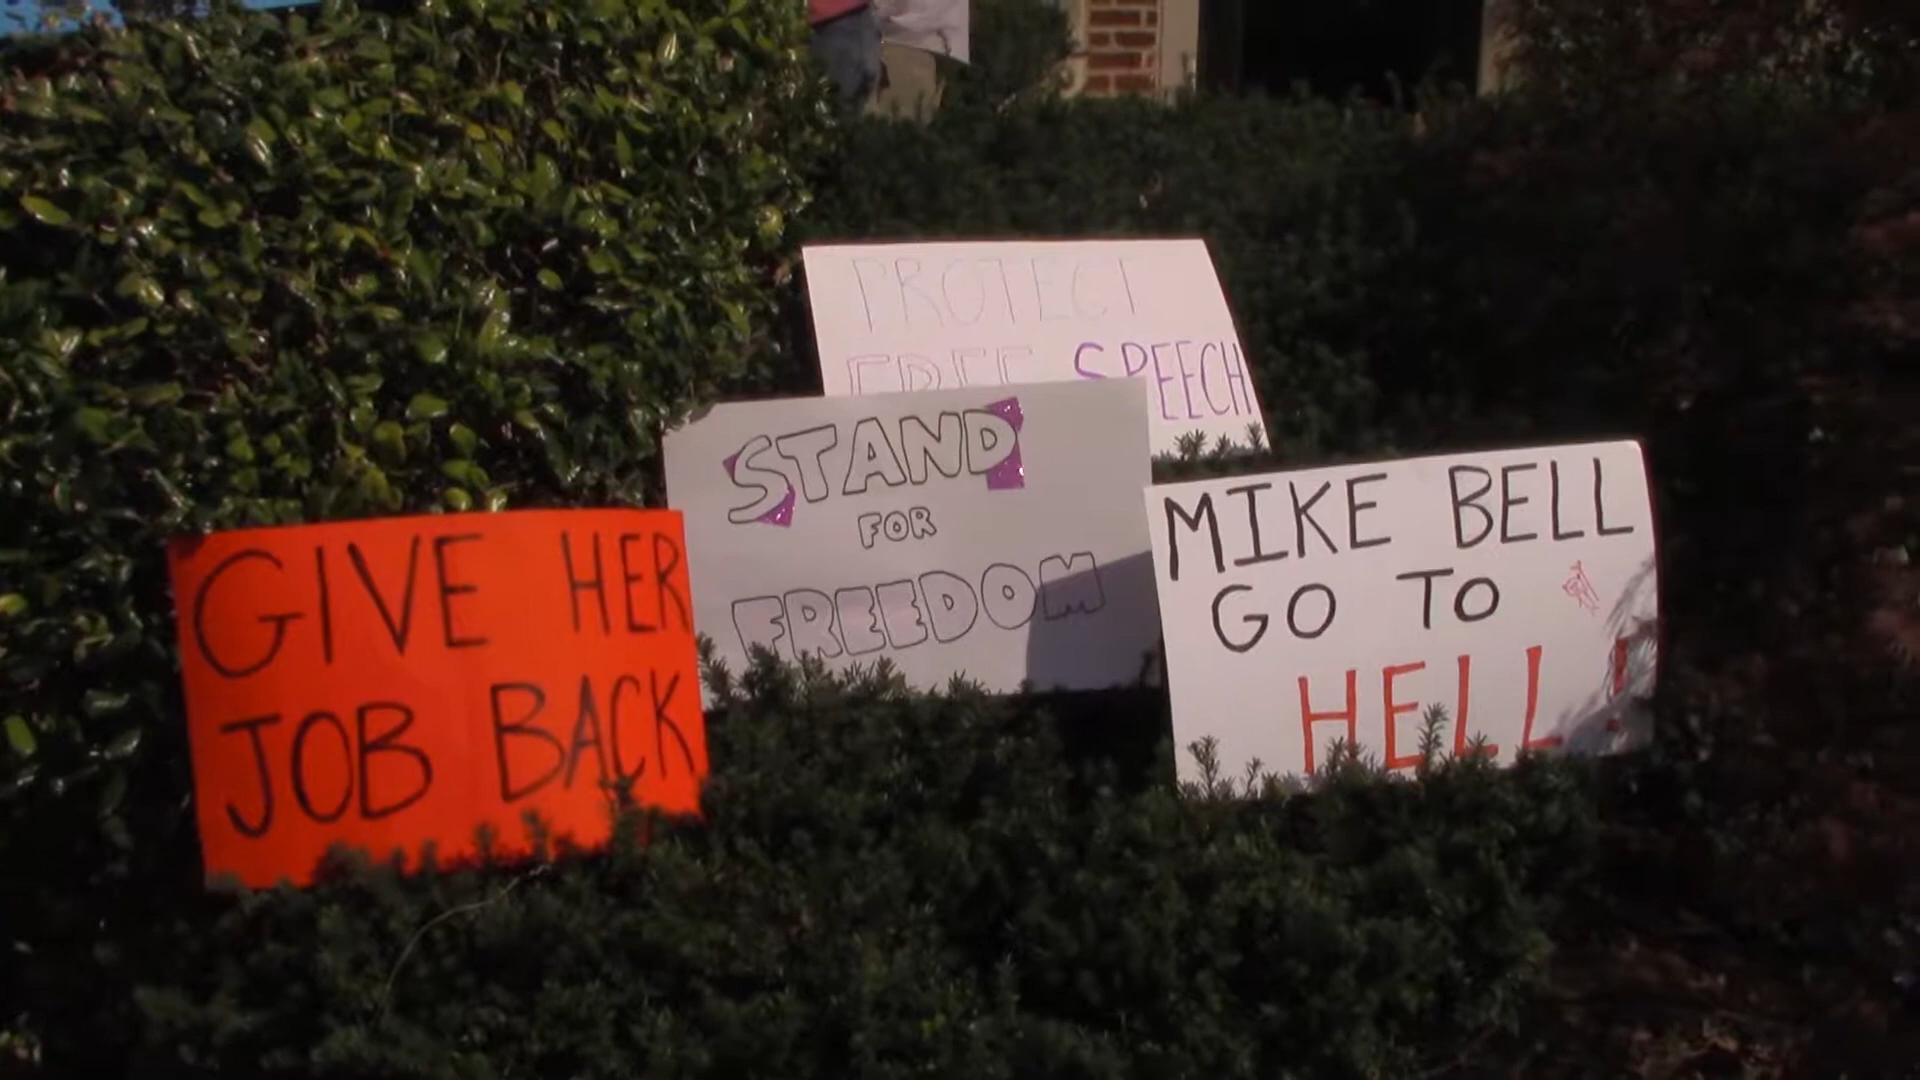 PROTECT
FREE SPEECH
STAND
FOR
FREEDOM
GIVE HER
JOB BACK
MIKE BELL
GO TO
HELL!